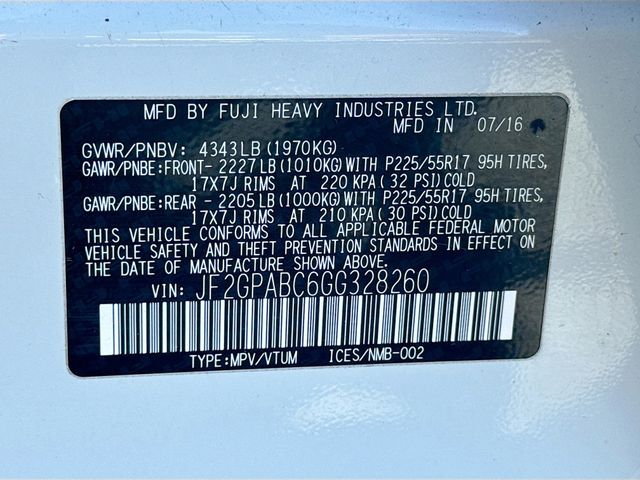 MFD BY FUJI HEAVY INDUSTRIES LTD.
MFD IN 07/16
GVWR/PNBV: 4343LB(1970KG)
GAWR/PNBE:FRONT- 2227LB(1010KG)WITH P225/55R17 95H TIRES,
17X7J RIMS AT 220 KPA(32 PSI)COLD
GAWR/PNBE:REAR - 2205LB(1000KG)WITH P225/55R17 95H TIRES,
17X7J RIMS AT 210 KPA(30 PSI)COLD
THIS VEHICLE CONFORMS TO ALL APPLICABLE FEDERAL MOTOR
VEHICLE SAFETY AND THEFT PREVENTION STANDARDS IN EFFECT ON
THE DATE OF MANUFACTURE SHOWN ABOVE.
VIN: JF2GPABC6GG328260
TYPE:MPV/VTUM ICES/NMB-002